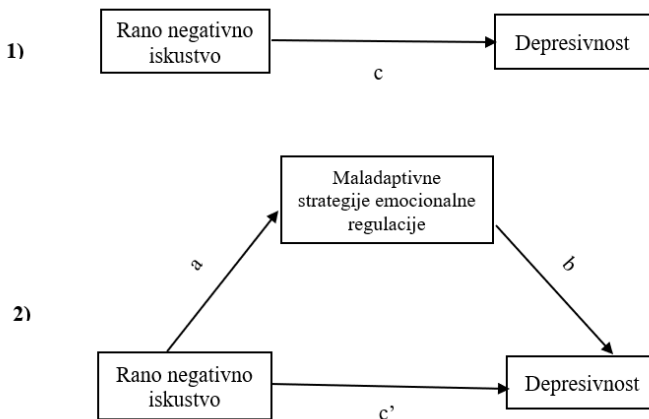 Rano negativno
iskustvo
1)
Depresivnost
c
Maladaptivne
strategije emocionalne
regulacije
a
b
2)
Rano negativno
iskustvo
Depresivnost
c’